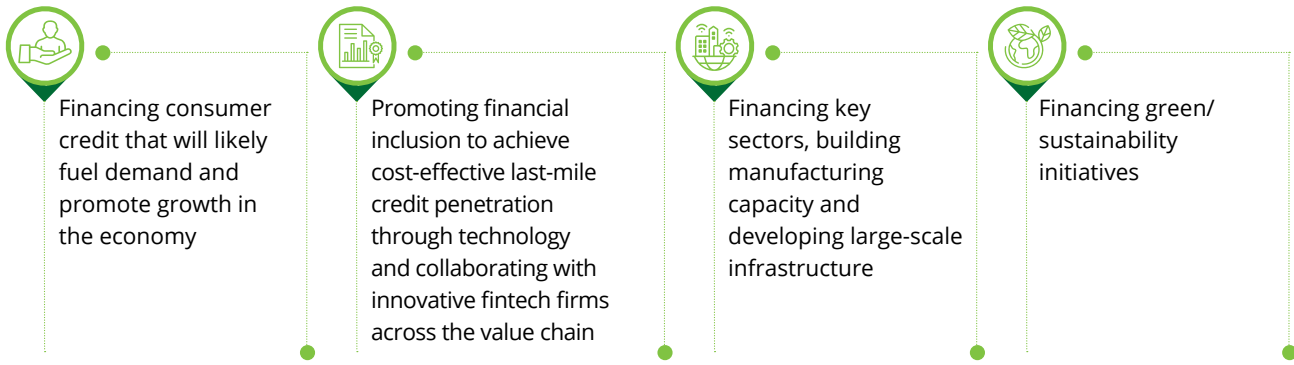 Financing consumer
credit that will likely
fuel demand and
promote growth in
the economy
Promoting financial
inclusion to achieve
cost-effective last-mile
credit penetration
through technology
and collaborating with
innovative fintech firms
across the value chain
Financing key
sectors, building
manufacturing
capacity and
developing large-scale
infrastructure
Financing green/
sustainability
initiatives